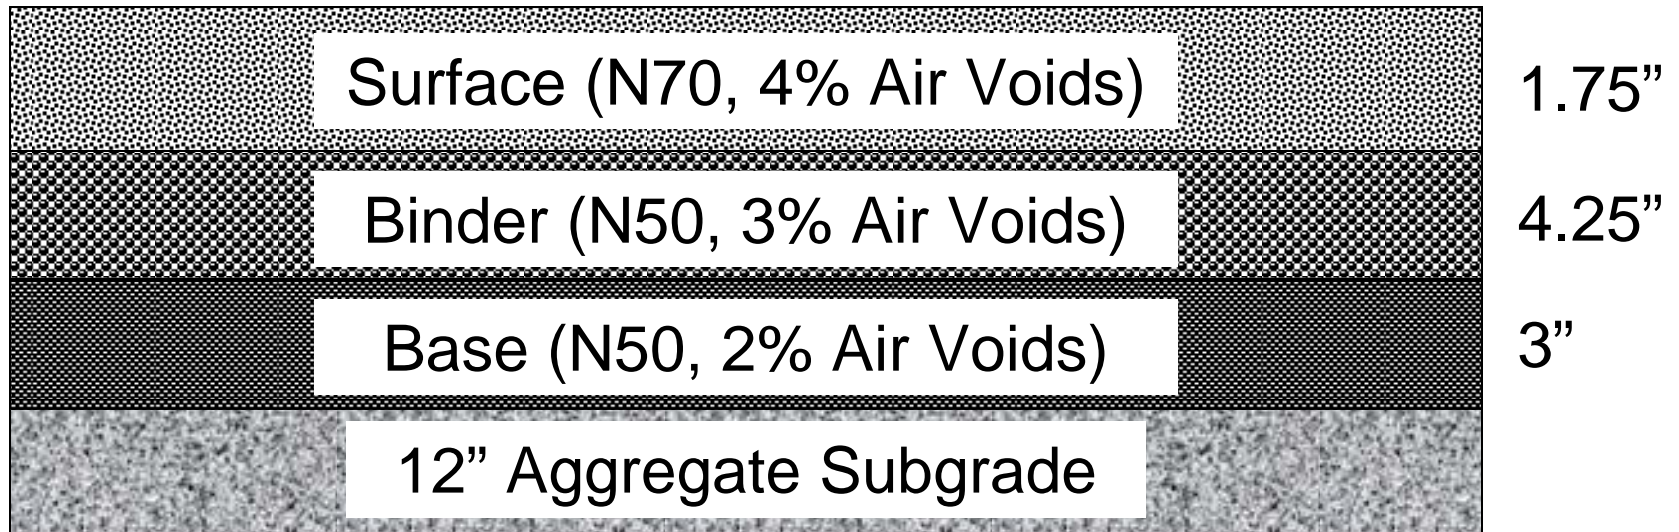 Surface (N70, 4% Air Voids) 1.75”
Binder (N50, 3% Air Voids) 4.25”
Base (N50, 2% Air Voids) 3”
12” Aggregate Subgrade